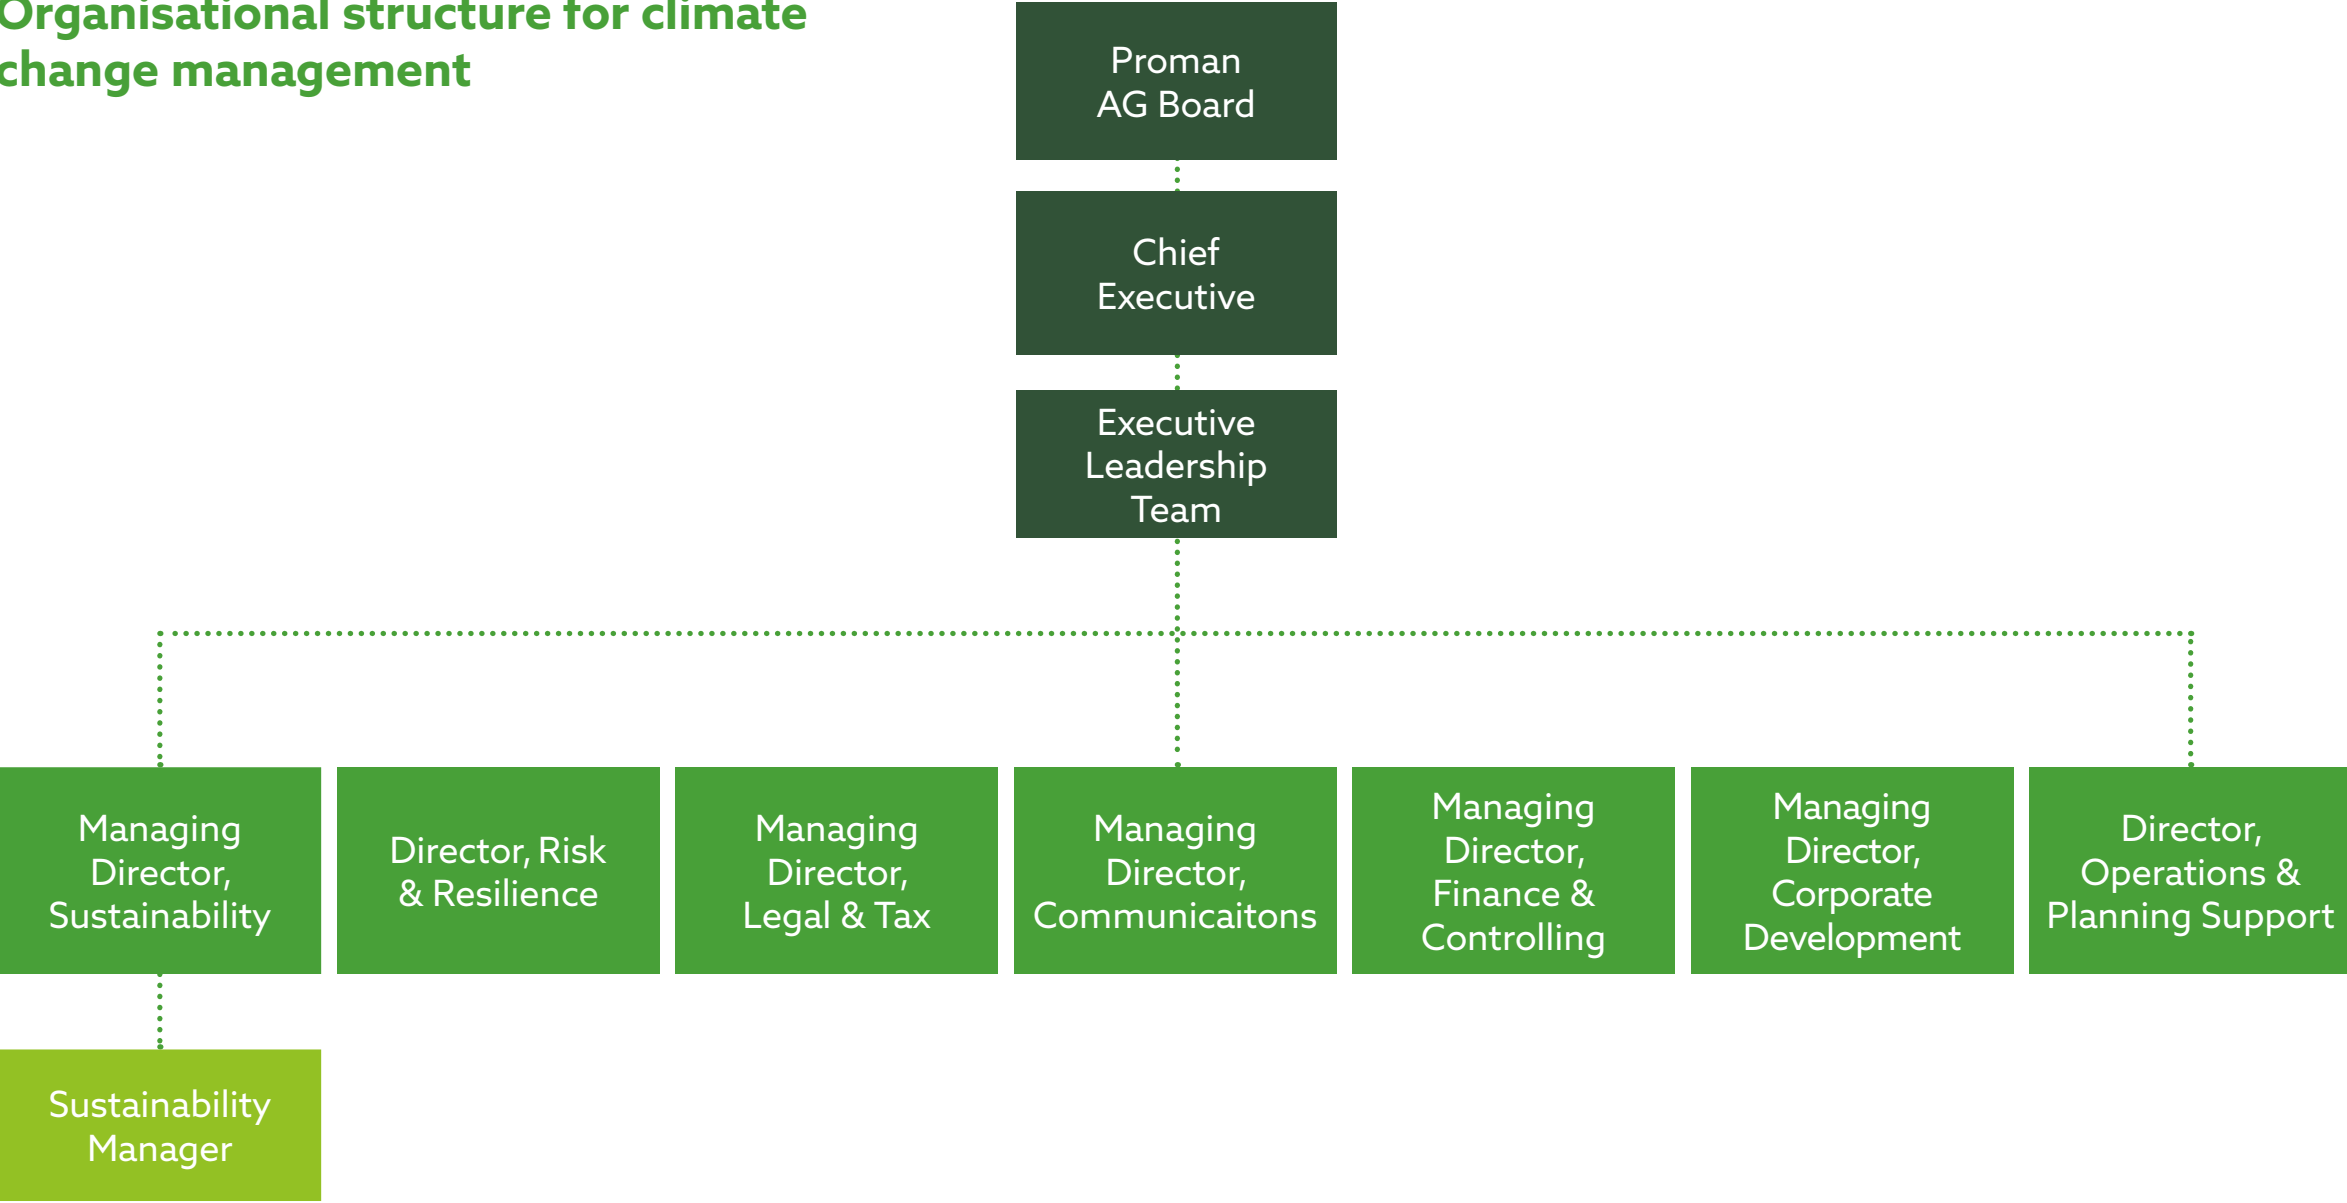 Organisational structure for climate
change management
Proman
AG Board
Chief
Executive
Executive
Leadership
Team
Managing
Director,
Sustainability
Director, Risk
& Resilience
Managing
Director,
Legal & Tax
Managing
Director,
Communicaitons
Managing
Director,
Finance &
Controlling
Managing
Director,
Corporate
Development
Director,
Operations &
Planning Support
Sustainability
Manager